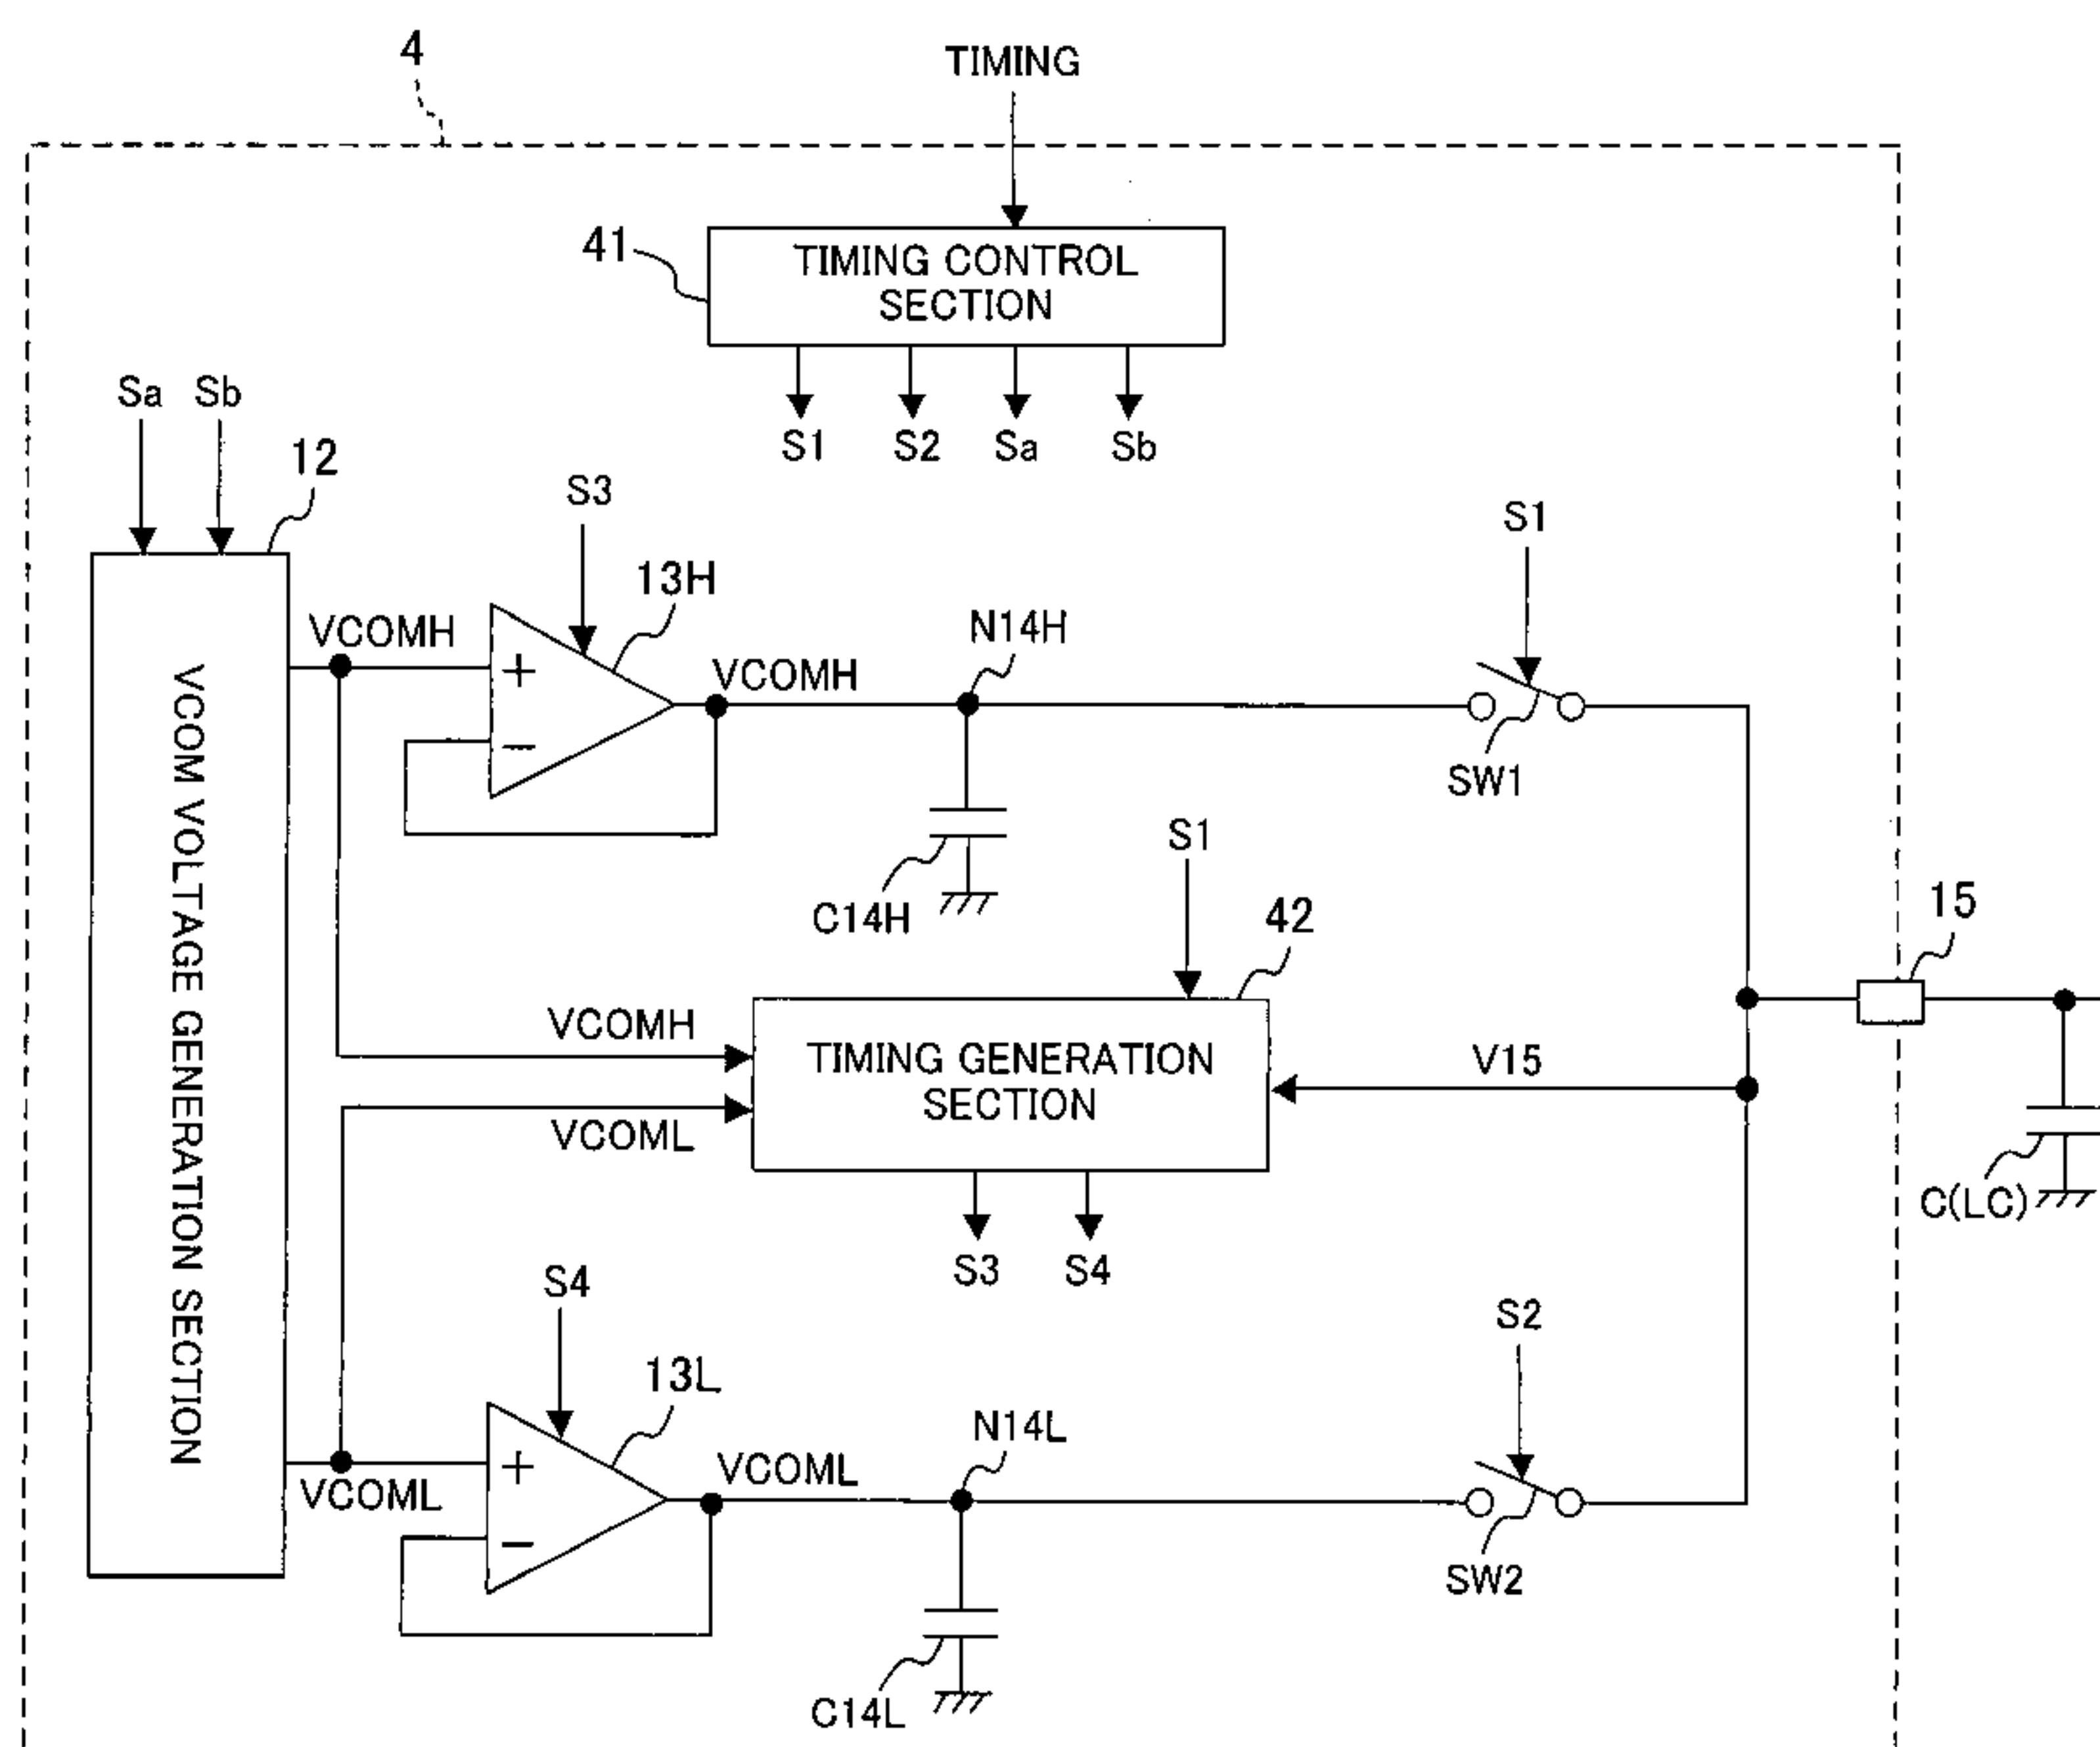 4
TIMING
41
TIMING CONTROL
SECTION
S1
S2
Sa
Sb
Sa
Sb
12
VCOM VOLTAGE GENERATION SECTION
S3
13H
VCOMH
+
−
VCOMH
N14H
S1
SW1
C14H
S1
42
15
VCOMH
VCOML
TIMING GENERATION
SECTION
V15
S3
S4
C(LC)
S4
13L
VCOML
+
−
VCOML
N14L
S2
SW2
C14L